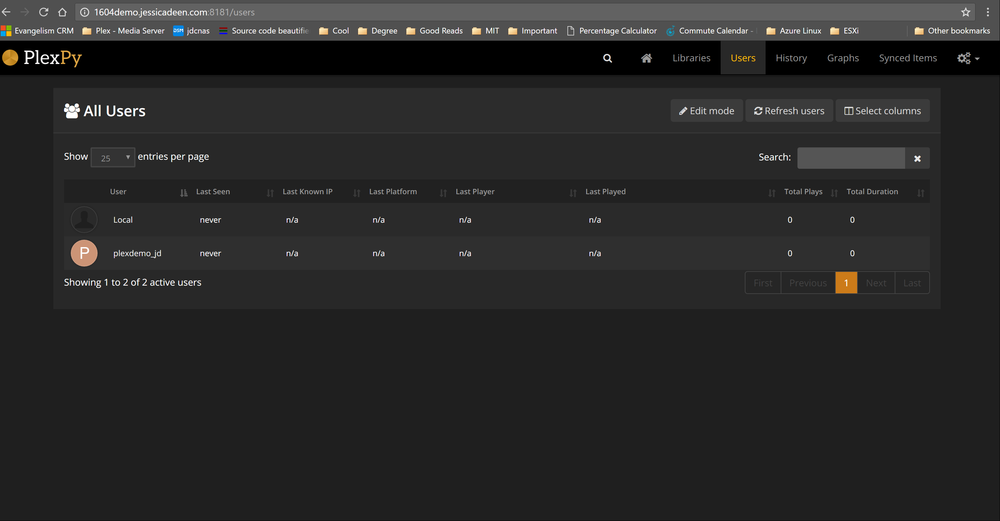 1604demo.jessicadeen.com:8181/users
Evangelism CRM Plex - Media Server DSM jdcnas Source code beautifie Cool Degree Good Reads MIT Important Percentage Calculator Commute Calendar - Azure Linux ESXi Other bookmarks
PlexPy Libraries Users History Graphs Synced Items
All Users Edit mode Refresh users Select columns
Show 25 entries per page Search:
User Last Seen Last Known IP Last Platform Last Player Last Played Total Plays Total Duration
Local never n/a n/a n/a n/a 0 0
P plexdemo_jd never n/a n/a n/a n/a 0 0
Showing 1 to 2 of 2 active users First Previous 1 Next Last